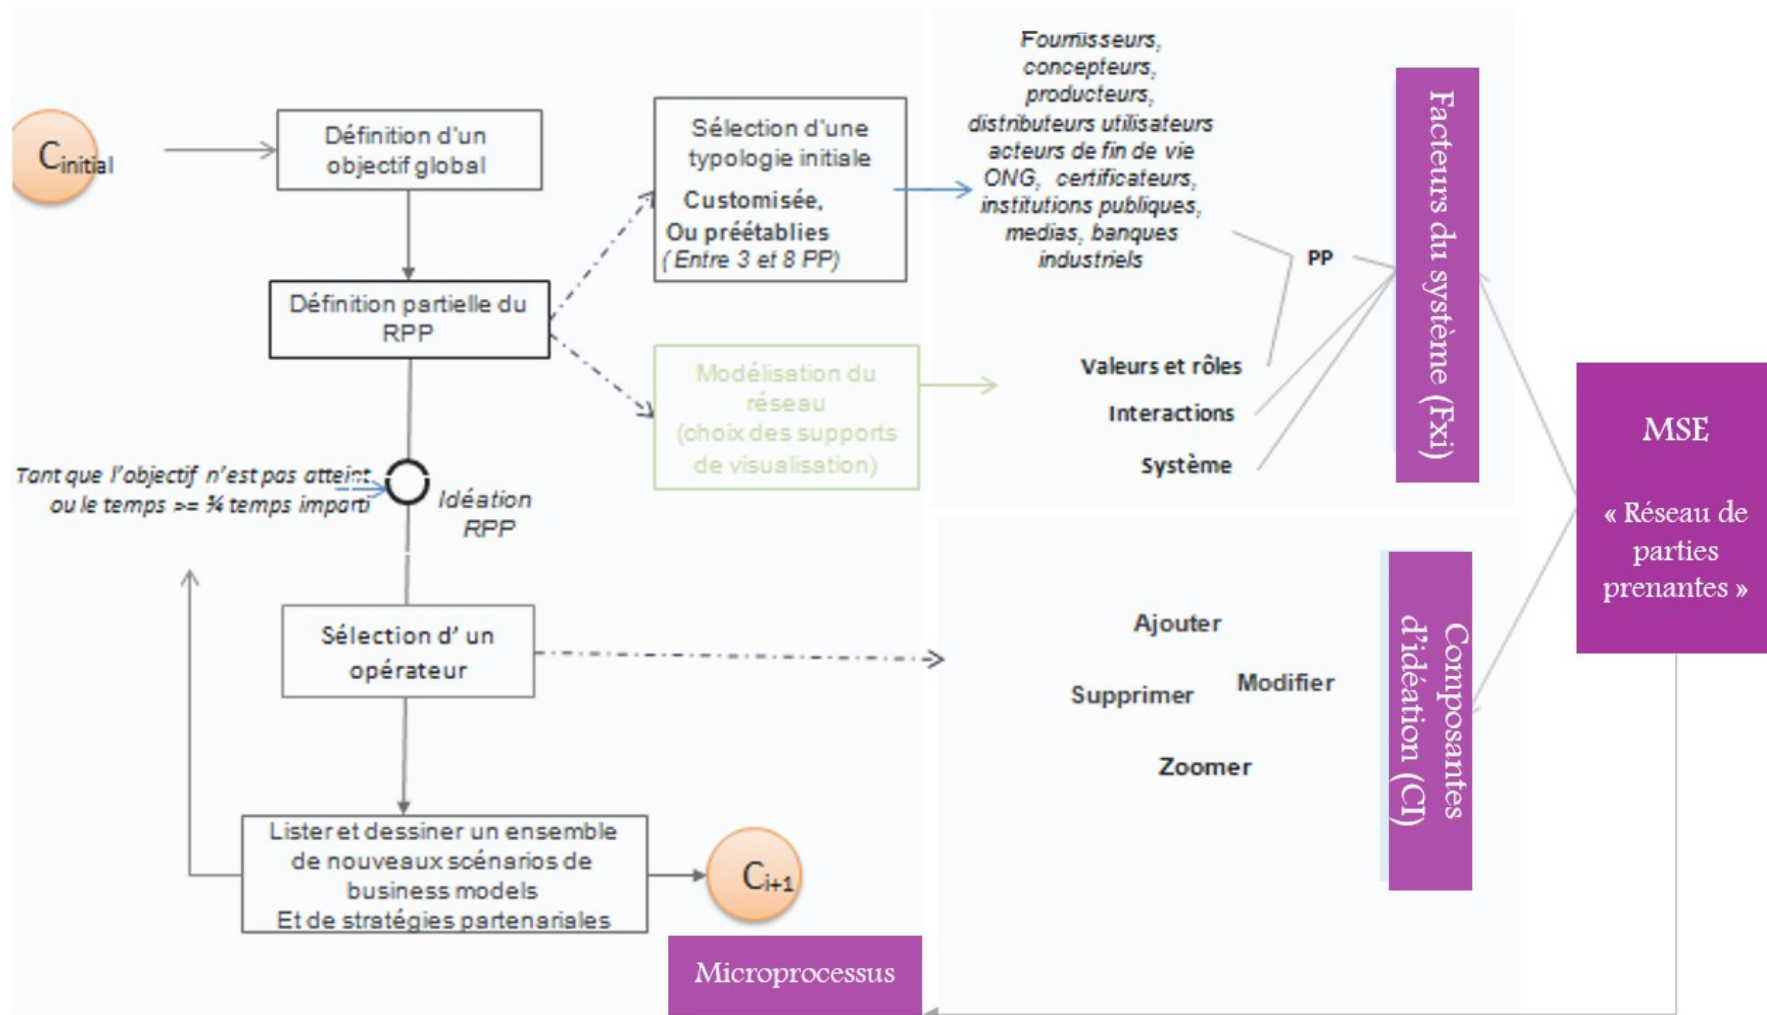 C initial
Définition d'un
objectif global
Définition partielle du
RPP
Tant que l'objectif n'est pas atteint
ou le temps >= ¾ temps imparti
Idéation
RPP
Sélection d' un
opérateur
Lister et dessiner un ensemble
de nouveaux scénarios de
business models
Et de stratégies partenariales
Ci+1
Microprocessus
Sélection d'une
typologie initiale
Customisée,
Ou préétablies
( Entre 3 et 8 PP)
Modélisation du
réseau
(choix des supports
de visualisation)
Fournisseurs,
concepteurs,
producteurs,
distributeurs utilisateurs
acteurs de fin de vie
ONG, certificateurs,
institutions publiques,
medias, banques
industriels
PP
Valeurs et rôles
Interactions
Système
Facteurs du système (Fxi)
Ajouter
Supprimer
Modifier
Zoomer
Composantes
d'idéation (CI)
MSE
« Réseau de
parties
prenantes »